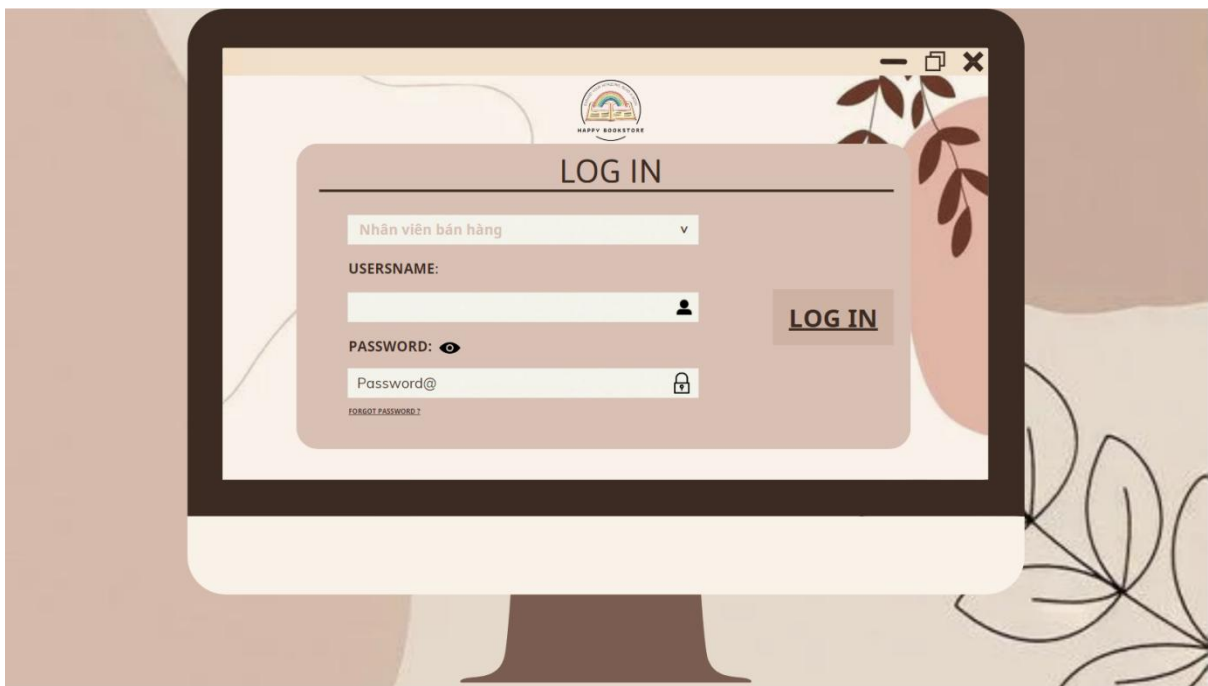 HAPPY BOOKSTORE
LOG IN
Nhân viên bán hàng
USERSNAME:
LOG IN
PASSWORD:
Password@
FORGOT PASSWORD ?